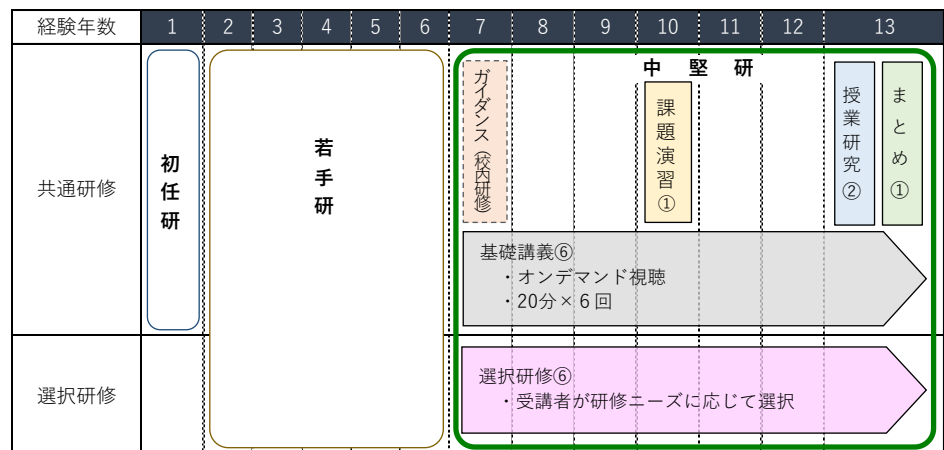 経験年数 1 2 3 4 5 6 7 8 9 10 11 12 13
共通研修
初任研
若手研
中堅研
ガイダンス（校内研修）
課題演習①
授業研究②
まとめ①
基礎講義⑥
・オンデマンド視聴
・20分×６回
選択研修
選択研修⑥
・受講者が研修ニーズに応じて選択